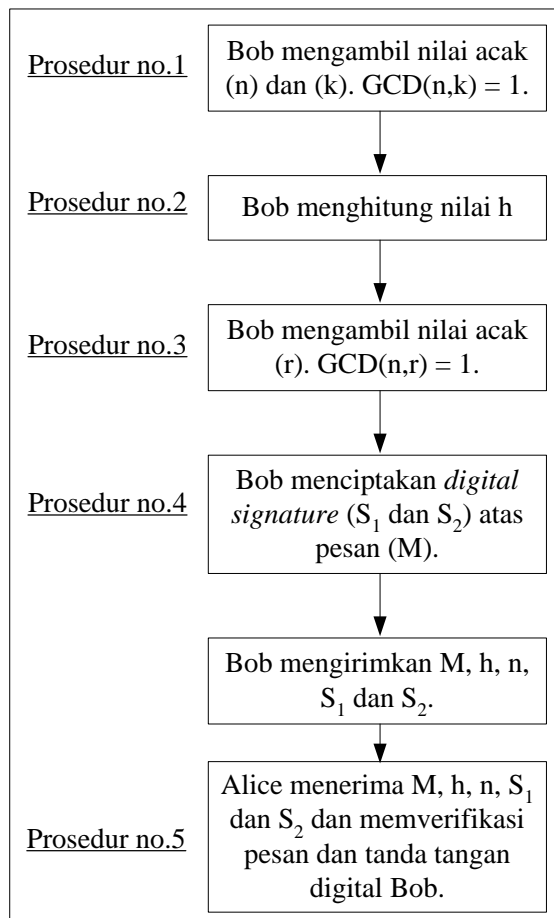 Prosedur no.1
Bob mengambil nilai acak
(n) dan (k). GCD(n,k) = 1.
Prosedur no.2
Bob menghitung nilai h
Prosedur no.3
Bob mengambil nilai acak
(r). GCD(n,r) = 1.
Prosedur no.4
Bob menciptakan digital
signature (S₁ dan S₂) atas
pesan (M).
Bob mengirimkan M, h, n,
S₁ dan S₂.
Prosedur no.5
Alice menerima M, h, n, S₁
dan S₂ dan memverifikasi
pesan dan tanda tangan
digital Bob.